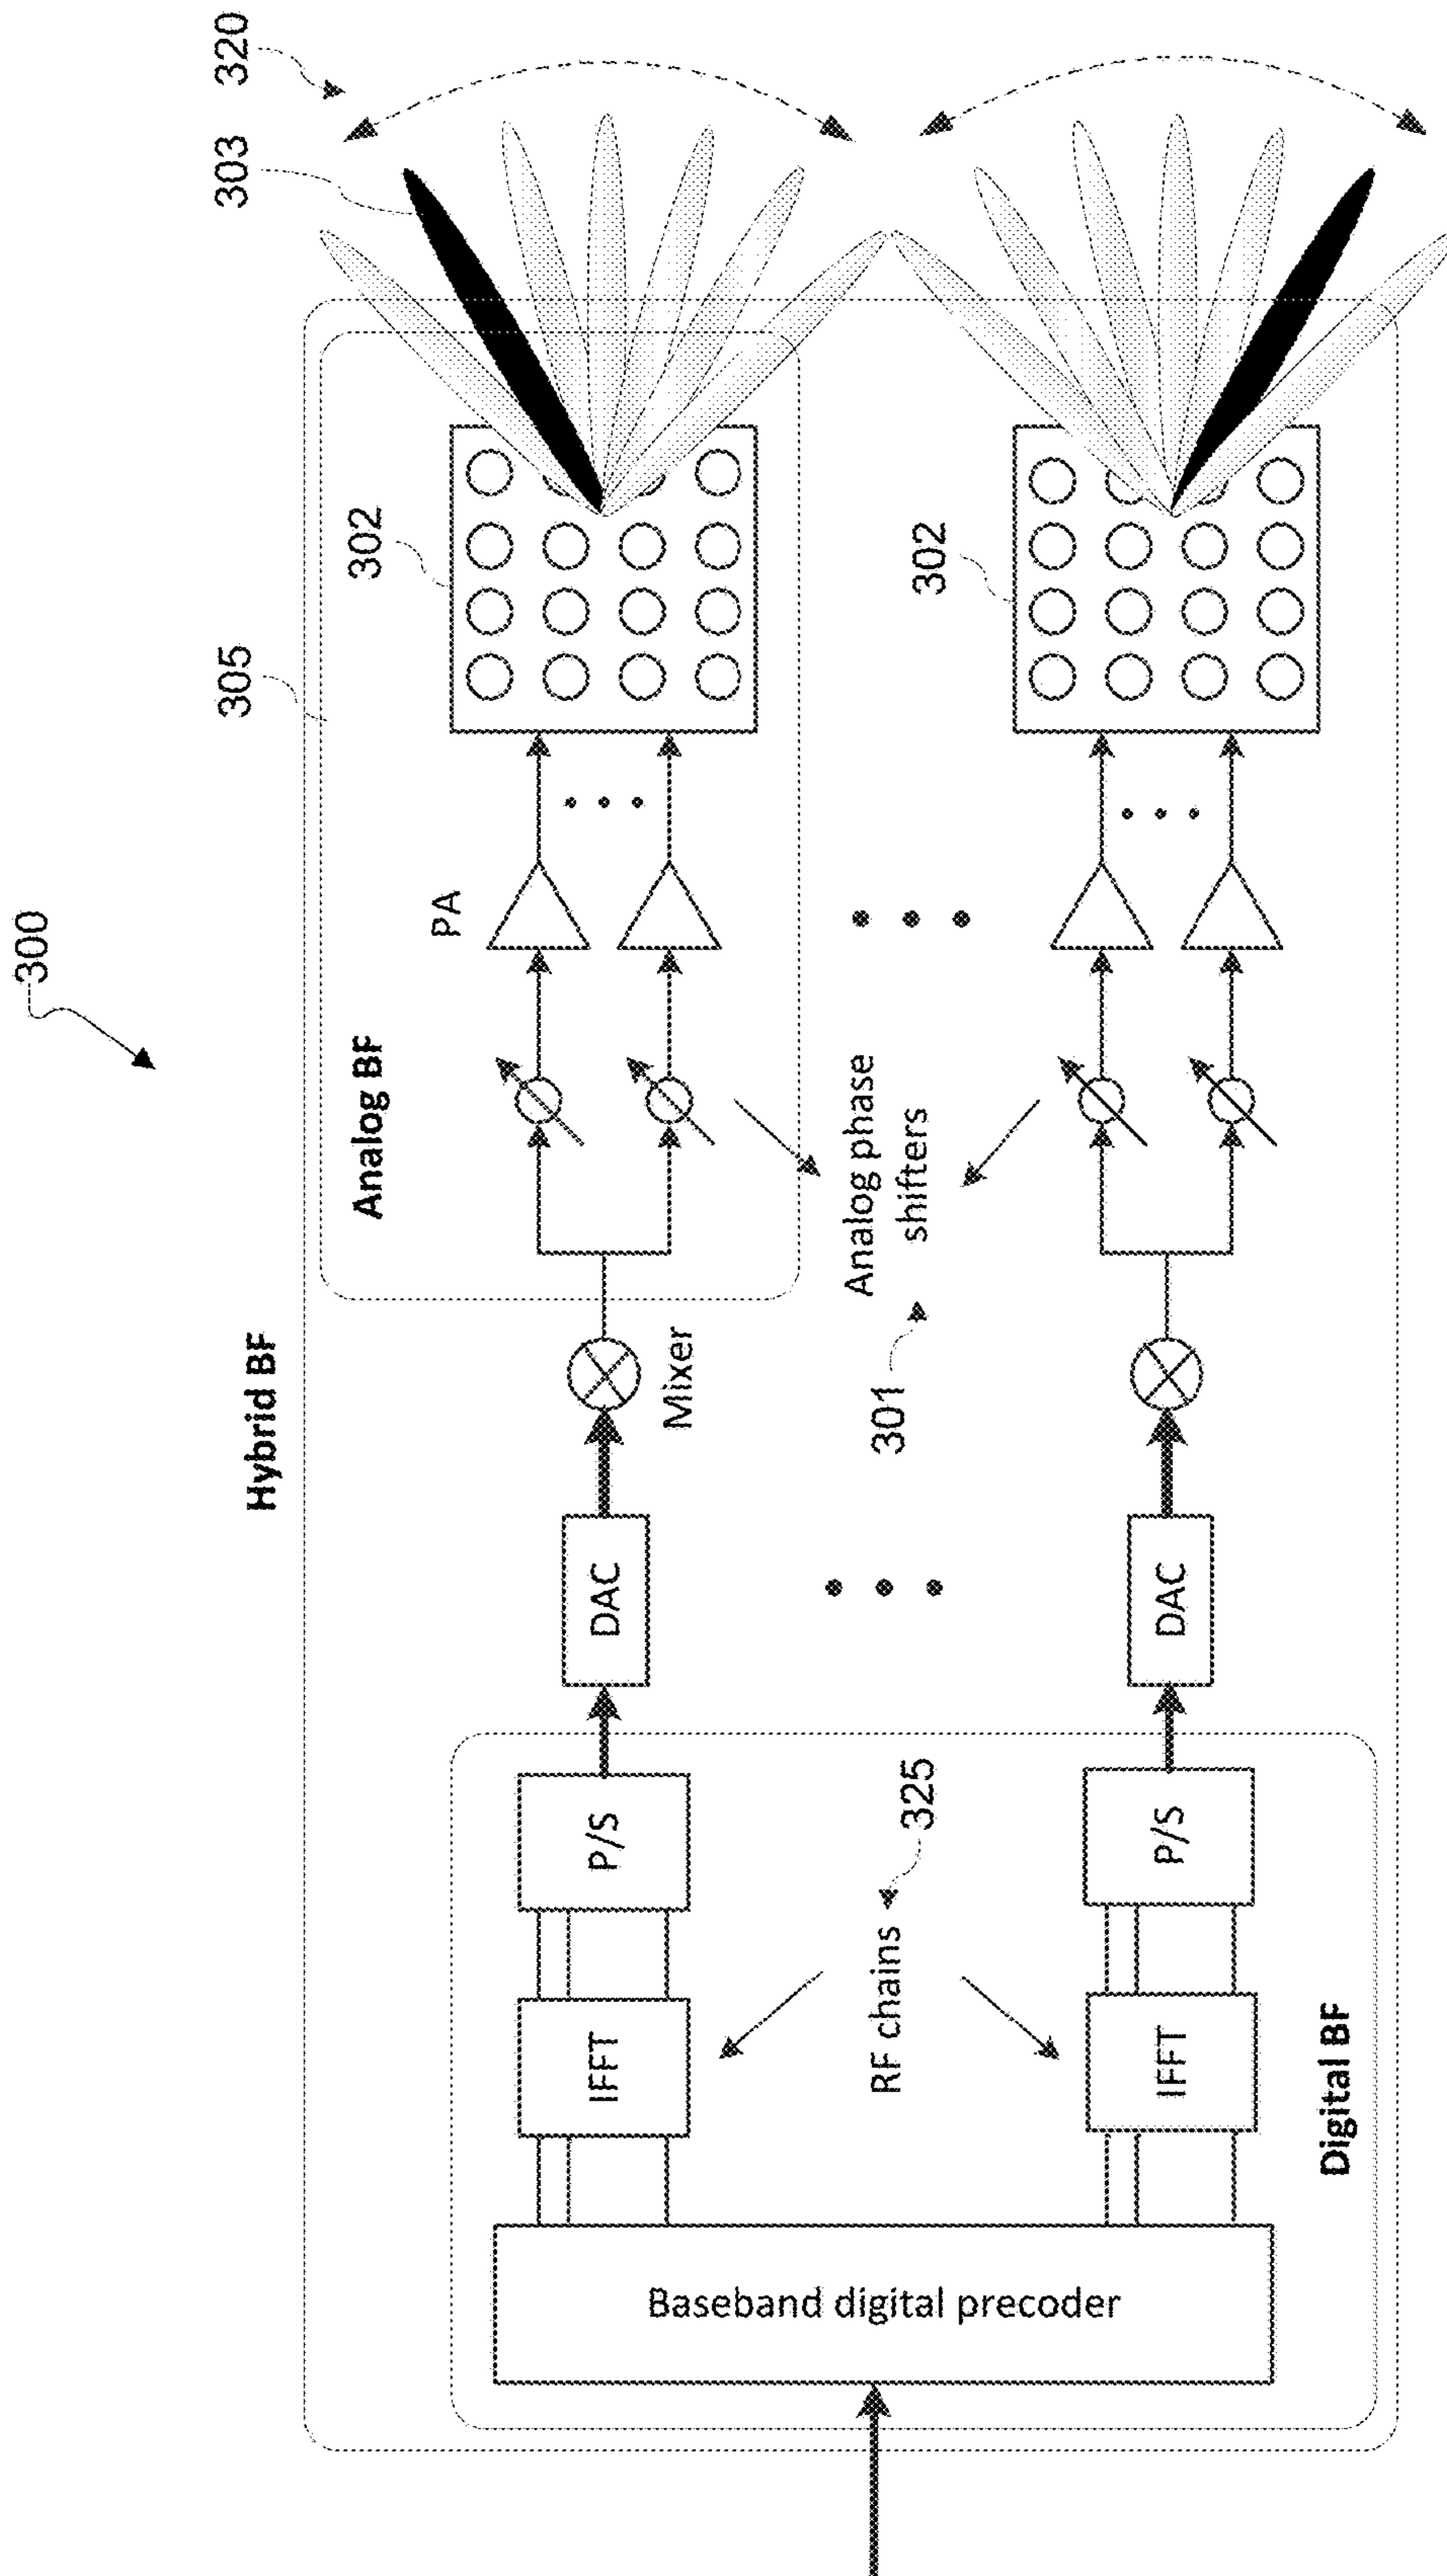 300
305
303
320
Hybrid BF
Analog BF
302
PA
IFFT
P/S
DAC
Mixer
Baseband digital precoder
RF chains
325
301
Analog phase
shifters
302
IFFT
P/S
DAC
Digital BF